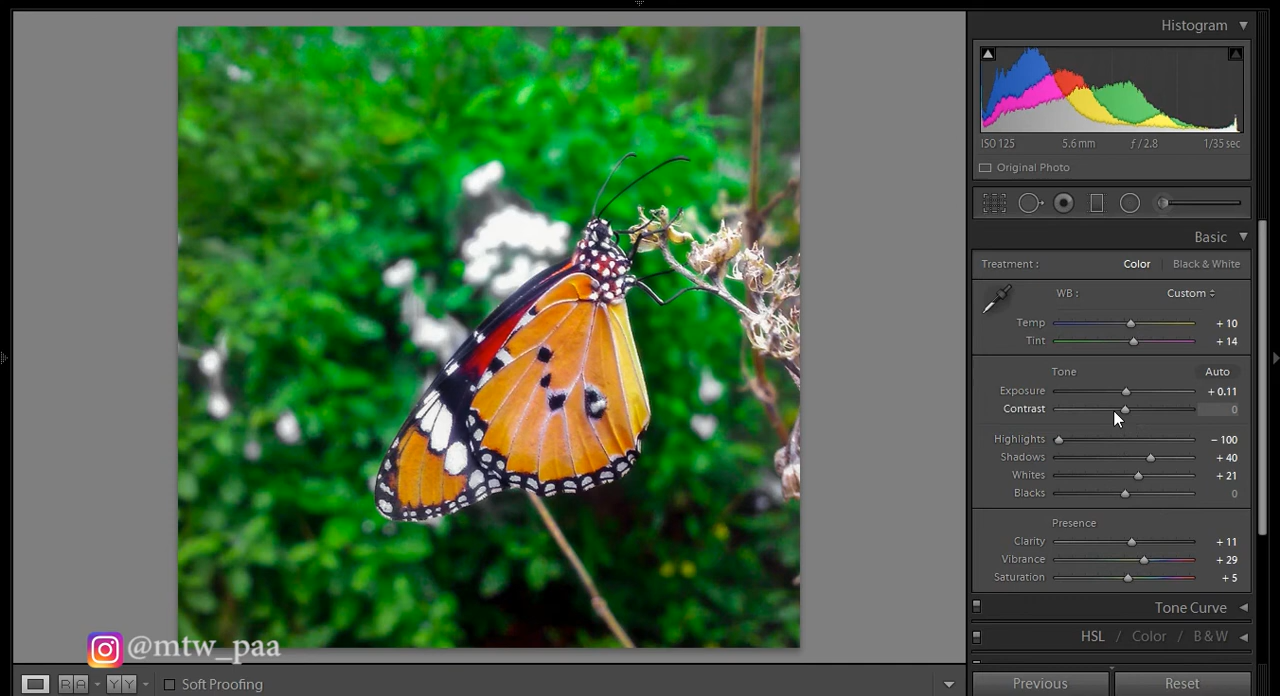 Histogram
ISO 125 5.6 mm ƒ / 2.8 1/35 sec
Original Photo
Basic
Treatment : Color Black & White
WB : Custom
Temp + 10
Tint + 14
Tone Auto
Exposure + 0.11
Contrast 0
Highlights − 100
Shadows + 40
Whites + 21
Blacks 0
Presence
Clarity + 11
Vibrance + 29
Saturation + 5
Tone Curve
HSL / Color / B & W
@mtw_paa
R A Y Y Soft Proofing
Previous Reset